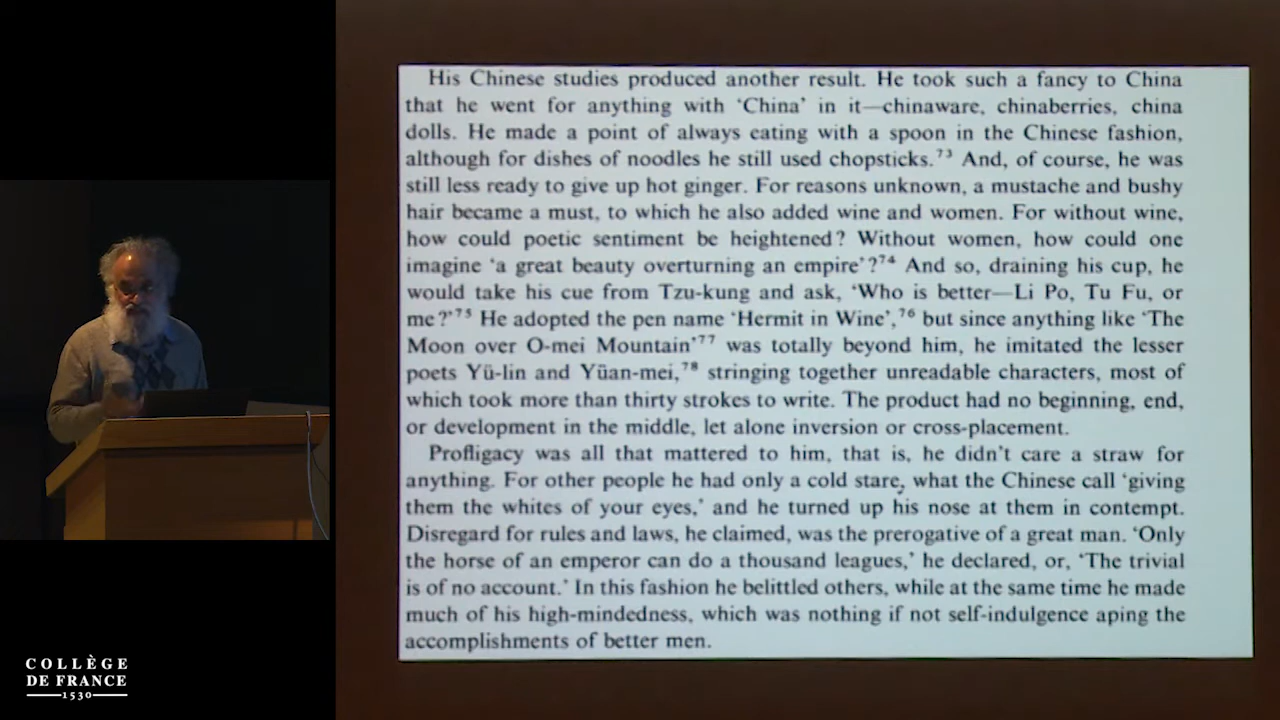 His Chinese studies produced another result. He took such a fancy to China
that he went for anything with ‘China’ in it—chinaware, chinaberries, china
dolls. He made a point of always eating with a spoon in the Chinese fashion,
although for dishes of noodles he still used chopsticks.⁷³ And, of course, he was
still less ready to give up hot ginger. For reasons unknown, a mustache and bushy
hair became a must, to which he also added wine and women. For without wine,
how could poetic sentiment be heightened? Without women, how could one
imagine ‘a great beauty overturning an empire’?⁷⁴ And so, draining his cup, he
would take his cue from Tzu-kung and ask, ‘Who is better—Li Po, Tu Fu, or
me?’⁷⁵ He adopted the pen name ‘Hermit in Wine’,⁷⁶ but since anything like ‘The
Moon over O-mei Mountain’⁷⁷ was totally beyond him, he imitated the lesser
poets Yü-lin and Yüan-mei,⁷⁸ stringing together unreadable characters, most of
which took more than thirty strokes to write. The product had no beginning, end,
or development in the middle, let alone inversion or cross-placement.
Profligacy was all that mattered to him, that is, he didn't care a straw for
anything. For other people he had only a cold stare, what the Chinese call ‘giving
them the whites of your eyes,’ and he turned up his nose at them in contempt.
Disregard for rules and laws, he claimed, was the prerogative of a great man. ‘Only
the horse of an emperor can do a thousand leagues,’ he declared, or, ‘The trivial
is of no account.’ In this fashion he belittled others, while at the same time he made
much of his high-mindedness, which was nothing if not self-indulgence aping the
accomplishments of better men.
COLLÈGE
DE FRANCE
1530